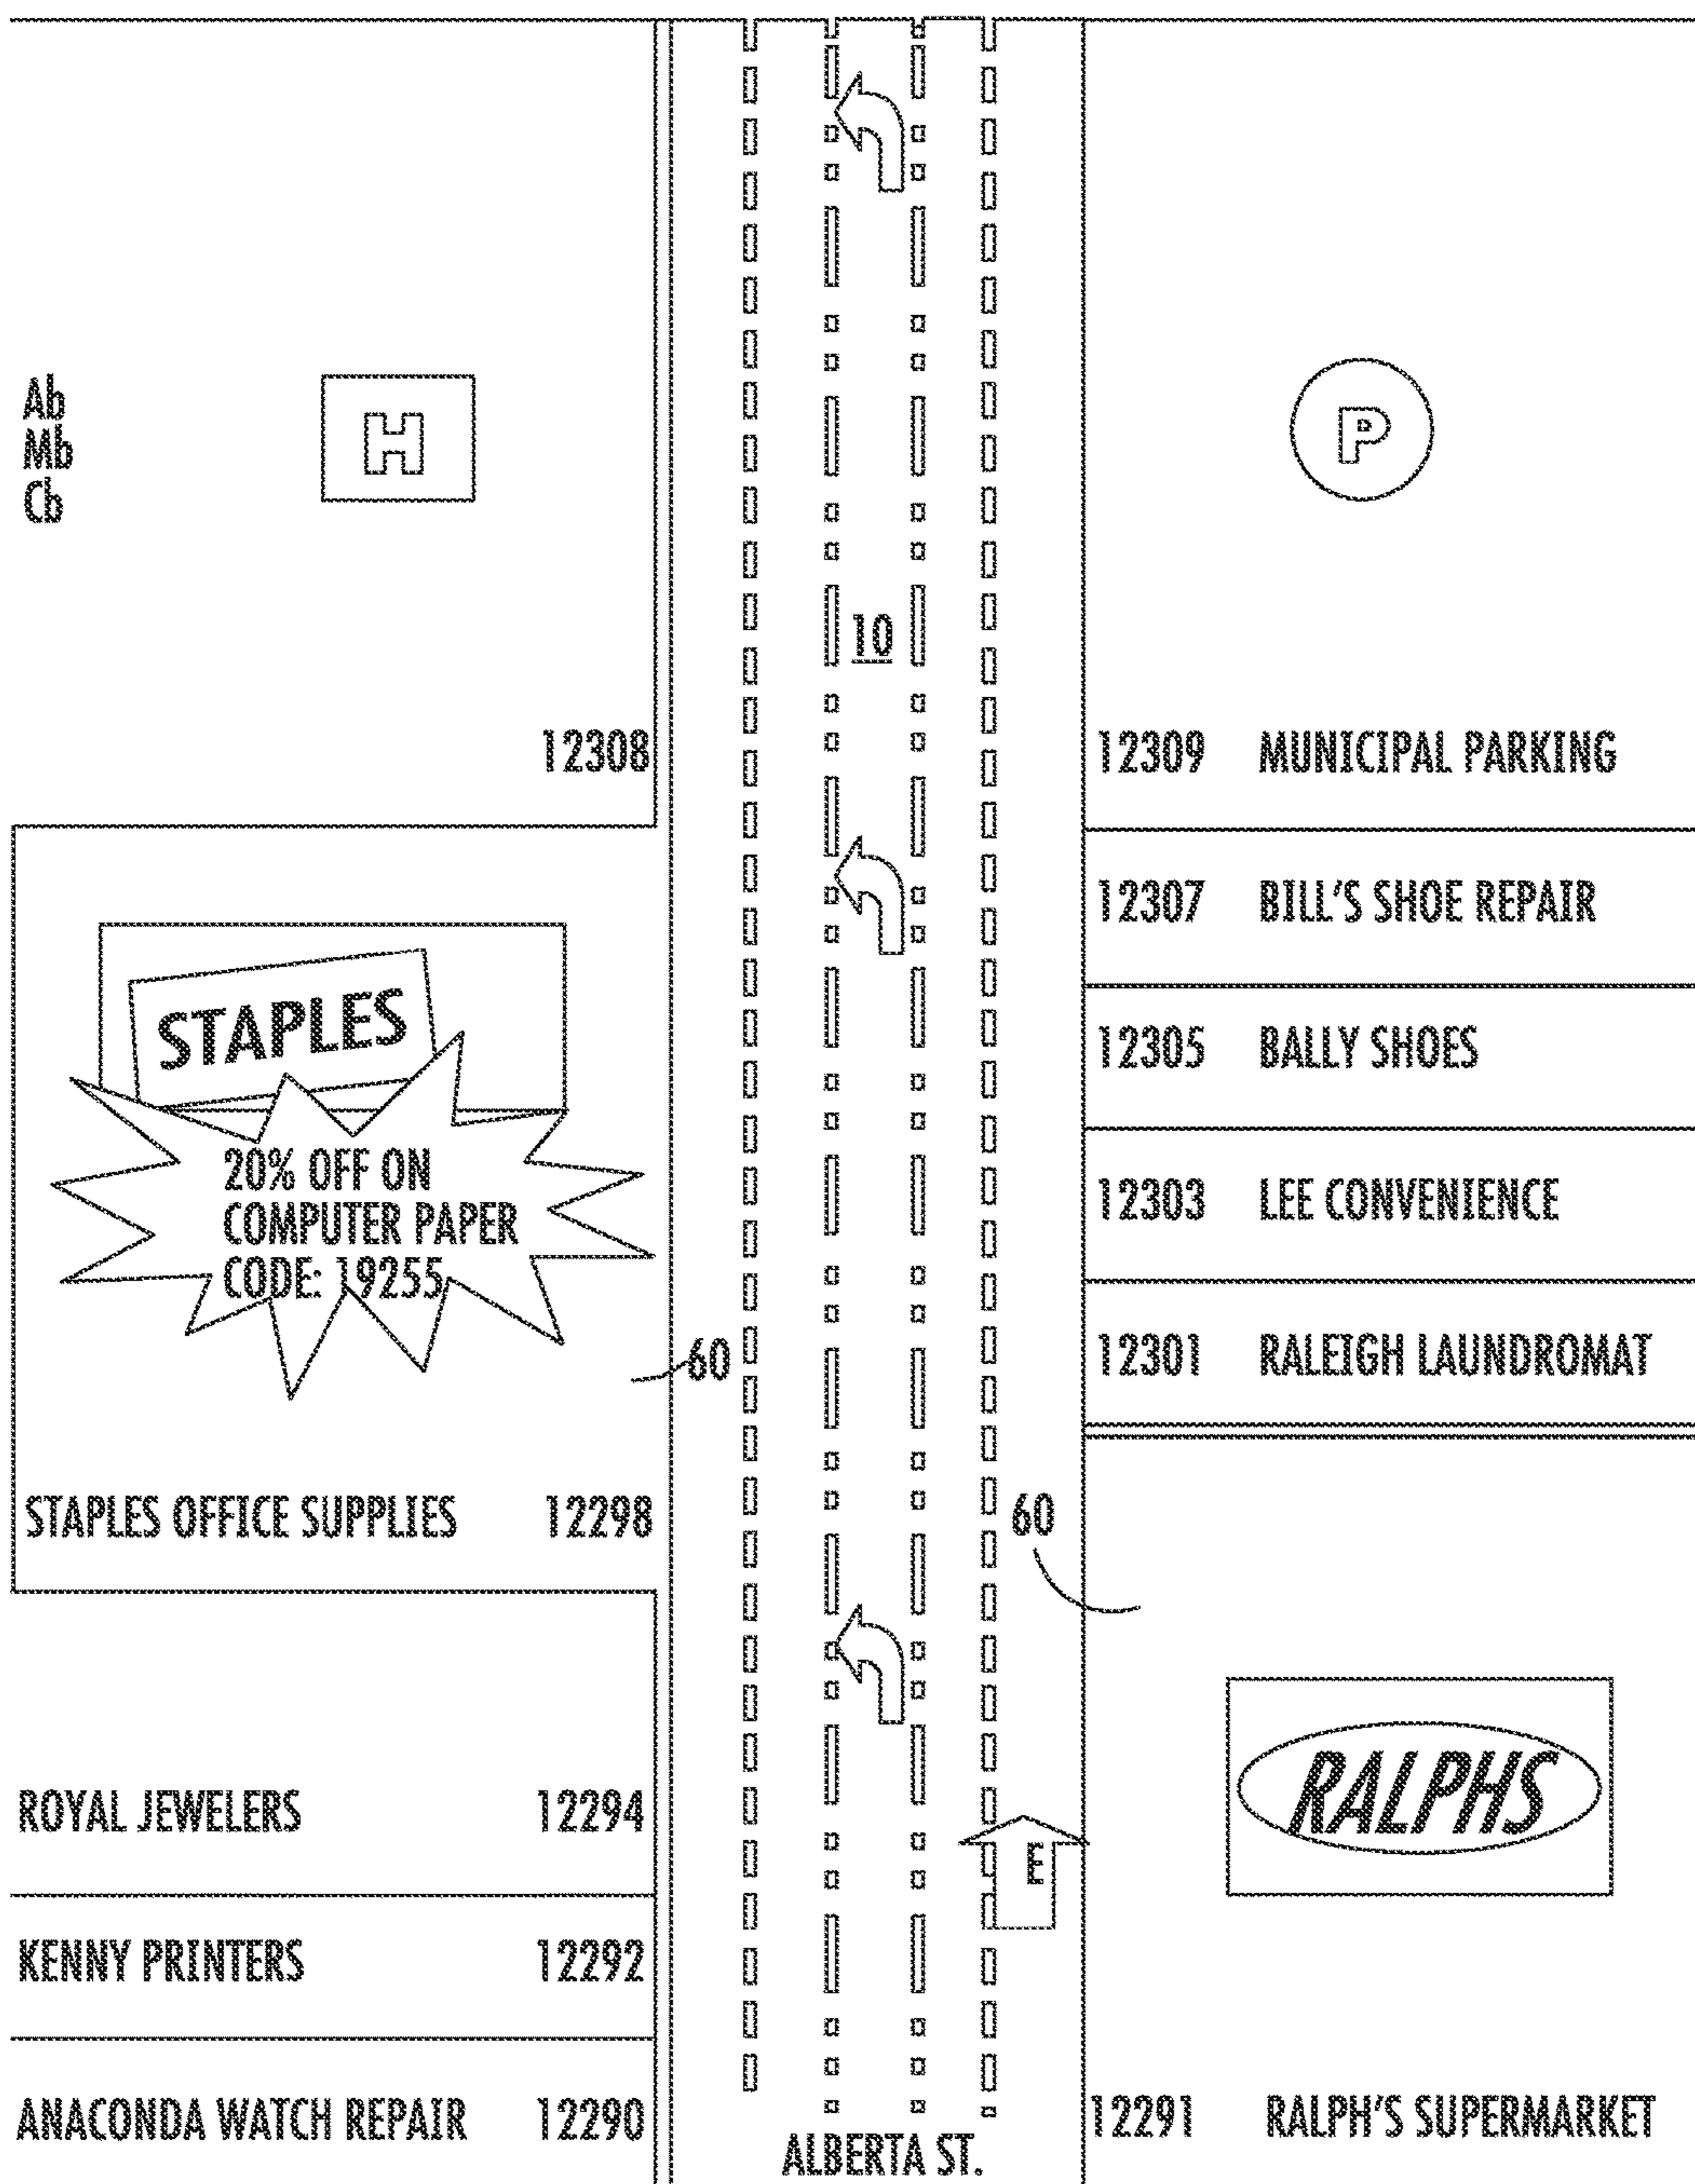 Ab
Mb
Cb
H
P
10
12308
12309 MUNICIPAL PARKING
12307 BILL'S SHOE REPAIR
STAPLES
12305 BALLY SHOES
20% OFF ON
COMPUTER PAPER
CODE: 19255
12303 LEE CONVENIENCE
60
12301 RALEIGH LAUNDROMAT
STAPLES OFFICE SUPPLIES 12298
60
RALPHS
ROYAL JEWELERS 12294
E
KENNY PRINTERS 12292
ANACONDA WATCH REPAIR 12290
12291 RALPH'S SUPERMARKET
ALBERTA ST.